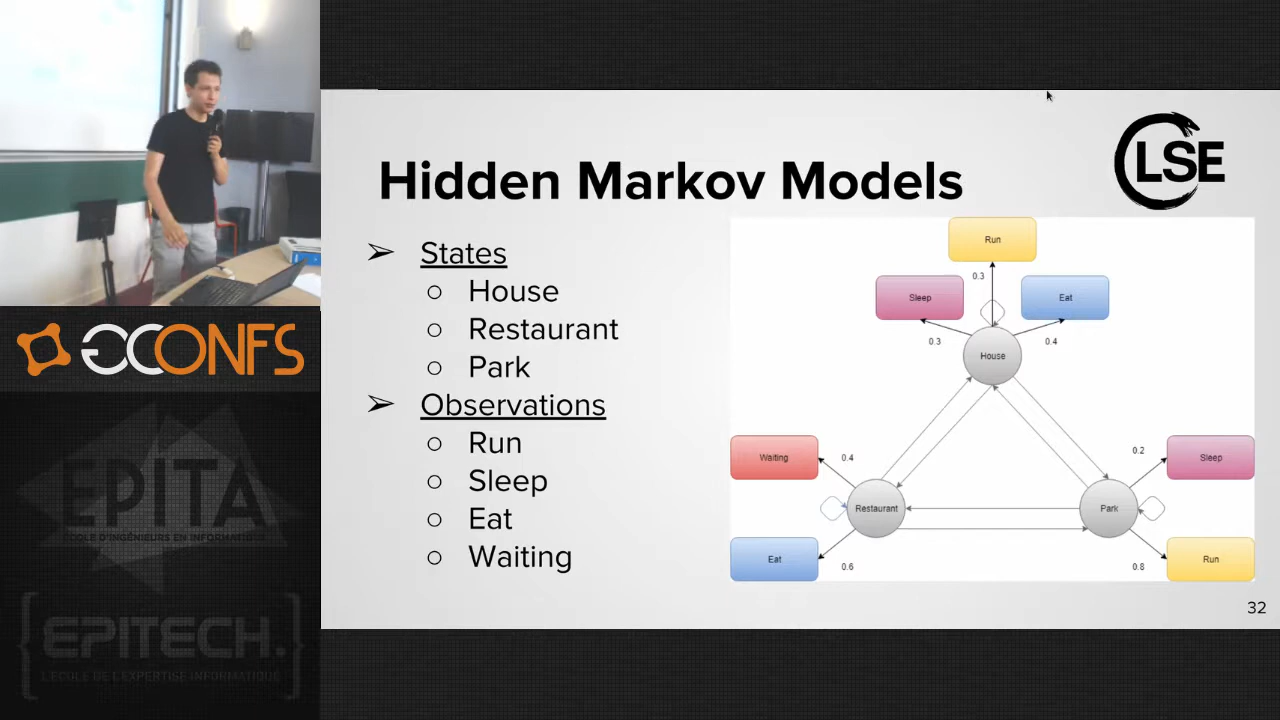 Hidden Markov Models
LSE
➢ States
○ House
○ Restaurant
○ Park
➢ Observations
○ Run
○ Sleep
○ Eat
○ Waiting
Run
0.3
Sleep
Eat
0.3
0.4
House
Waiting
0.4
0.2
Sleep
Restaurant
Park
Eat
0.6
0.8
Run
32
CONFS
EPITA
ÉCOLE D'INGÉNIEURS EN INFORMATIQUE
{EPITECH.}
L'ECOLE DE L'EXPERTISE INFORMATIQUE